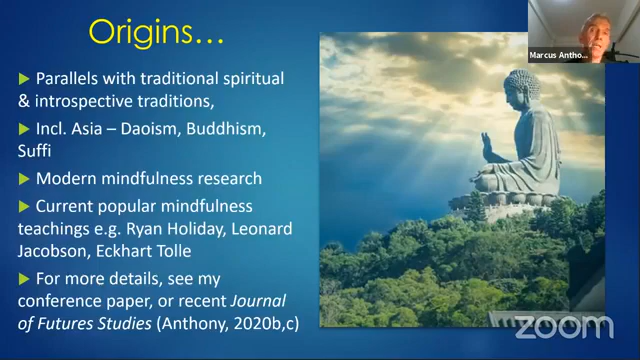 Origins…
Parallels with traditional spiritual
& introspective traditions,
Incl. Asia – Daoism, Buddhism,
Suffi
Modern mindfulness research
Current popular mindfulness
teachings e.g. Ryan Holiday, Leonard
Jacobson, Eckhart Tolle
For more details, see my
conference paper, or recent Journal
of Futures Studies (Anthony, 2020b,c)
Marcus Antho...
zoom